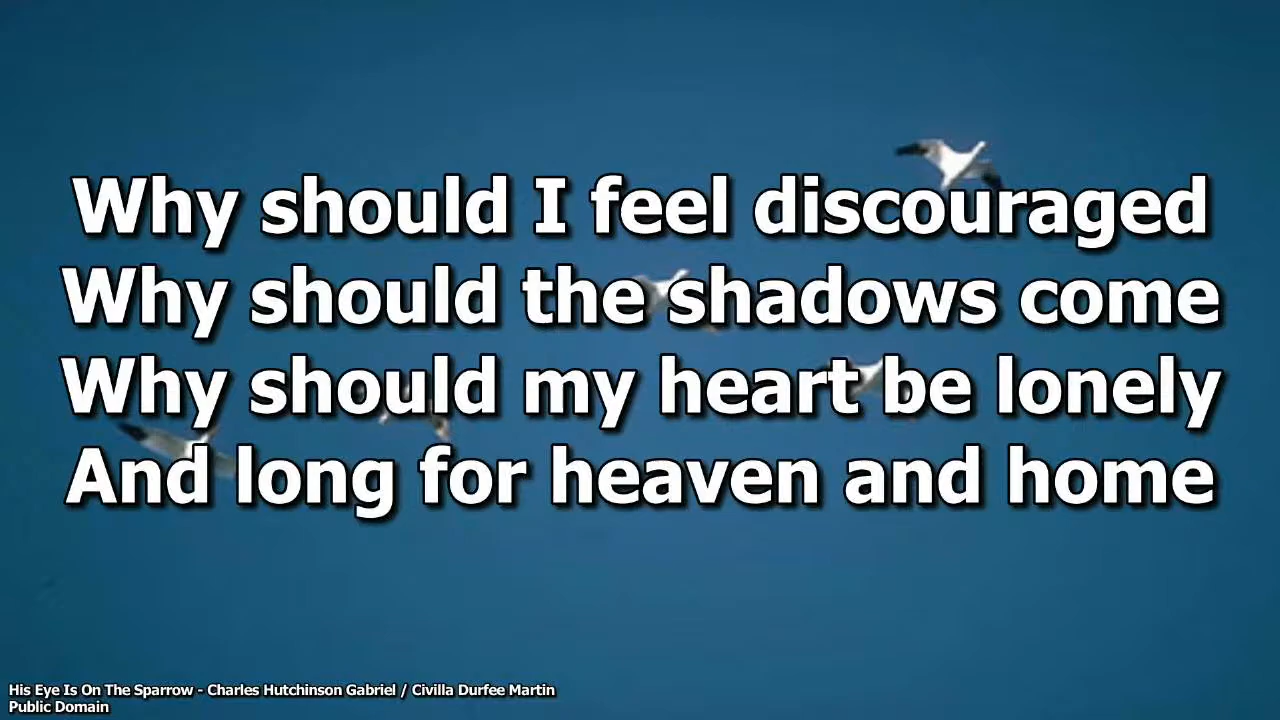 Why should I feel discouraged
Why should the shadows come
Why should my heart be lonely
And long for heaven and home
His Eye Is On The Sparrow - Charles Hutchinson Gabriel / Civilla Durfee Martin
Public Domain